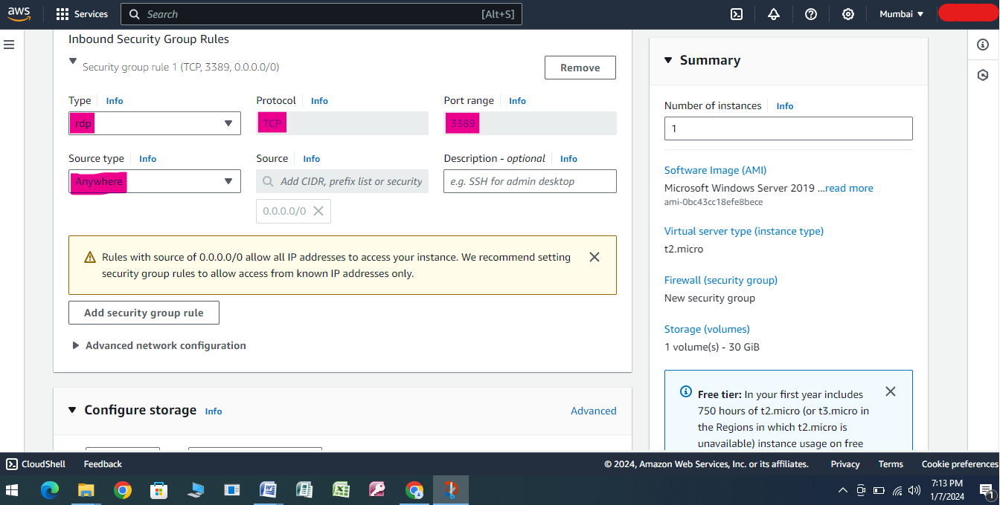 aws
Services
Search
[Alt+S]
Mumbai
Inbound Security Group Rules
Security group rule 1 (TCP, 3389, 0.0.0.0/0)
Remove
Type Info
Protocol Info
Port range Info
rdp
TCP
3389
Source type Info
Source Info
Description - optional Info
Anywhere
Add CIDR, prefix list or security
e.g. SSH for admin desktop
0.0.0.0/0
Rules with source of 0.0.0.0/0 allow all IP addresses to access your instance. We recommend setting
security group rules to allow access from known IP addresses only.
Add security group rule
Advanced network configuration
Configure storage Info
Advanced
Summary
Number of instances Info
1
Software Image (AMI)
Microsoft Windows Server 2019 ...read more
ami-0bc43cc18efe8bece
Virtual server type (instance type)
t2.micro
Firewall (security group)
New security group
Storage (volumes)
1 volume(s) - 30 GiB
Free tier: In your first year includes
750 hours of t2.micro (or t3.micro in
the Regions in which t2.micro is
unavailable) instance usage on free
CloudShell
Feedback
© 2024, Amazon Web Services, Inc. or its affiliates.
Privacy
Terms
Cookie preferences
7:13 PM
1/7/2024
1